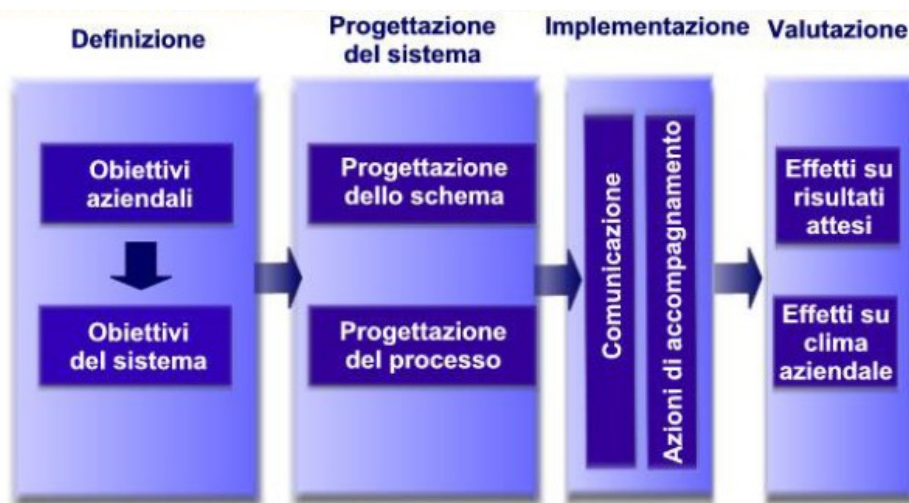 Definizione
Progettazione
del sistema
Implementazione
Valutazione
Obiettivi
aziendali
Obiettivi
del sistema
Progettazione
dello schema
Progettazione
del processo
Comunicazione
Azioni di accompagnamento
Effetti su
risultati
attesi
Effetti su
clima
aziendale